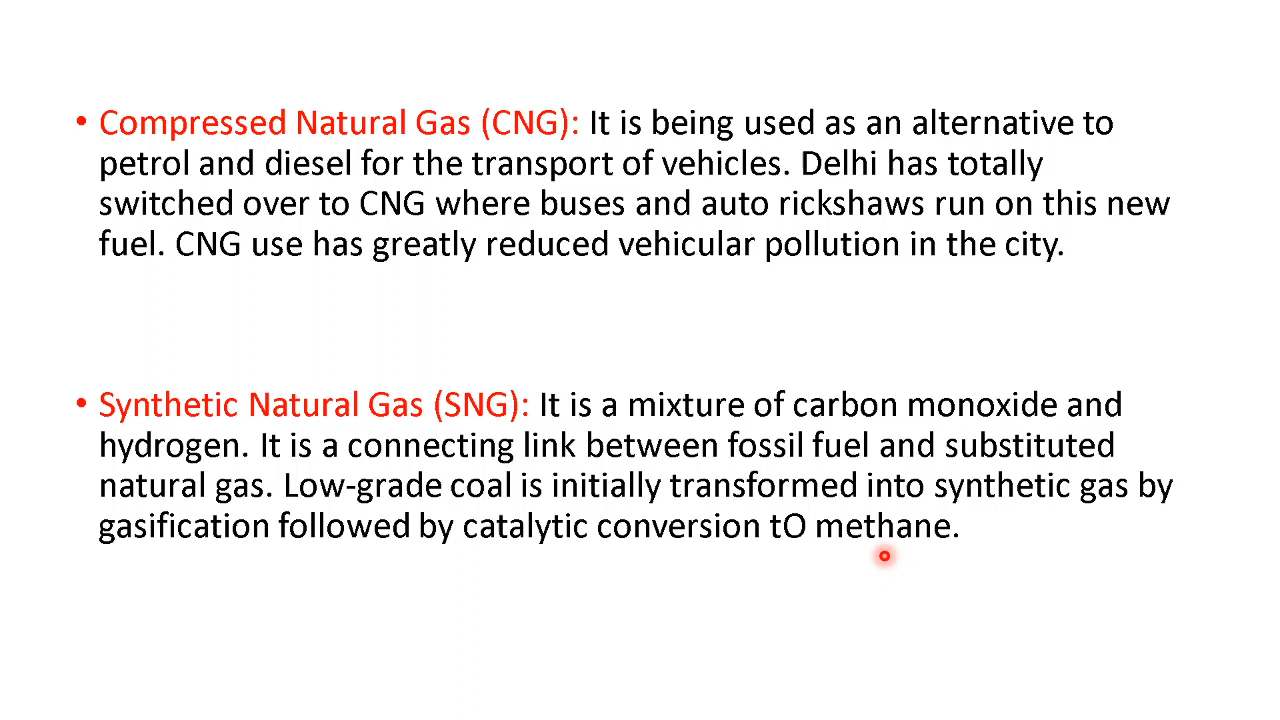 • Compressed Natural Gas (CNG): It is being used as an alternative to
petrol and diesel for the transport of vehicles. Delhi has totally
switched over to CNG where buses and auto rickshaws run on this new
fuel. CNG use has greatly reduced vehicular pollution in the city.
• Synthetic Natural Gas (SNG): It is a mixture of carbon monoxide and
hydrogen. It is a connecting link between fossil fuel and substituted
natural gas. Low-grade coal is initially transformed into synthetic gas by
gasification followed by catalytic conversion tO methane.